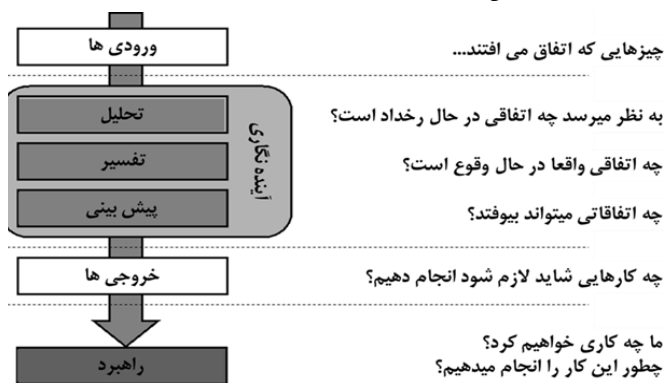 ورودی ها
چیزهایی که اتفاق می افتند...
تحلیل
به نظر میرسد چه اتفاقی در حال رخداد است؟
تفسیر
چه اتفاقی واقعا در حال وقوع است؟
پیش بینی
چه اتفاقاتی میتواند بیوفتد؟
آینده نگاری
خروجی ها
چه کارهایی شاید لازم شود انجام دهیم؟
راهبرد
ما چه کاری خواهیم کرد؟
چطور این کار را انجام میدهیم؟